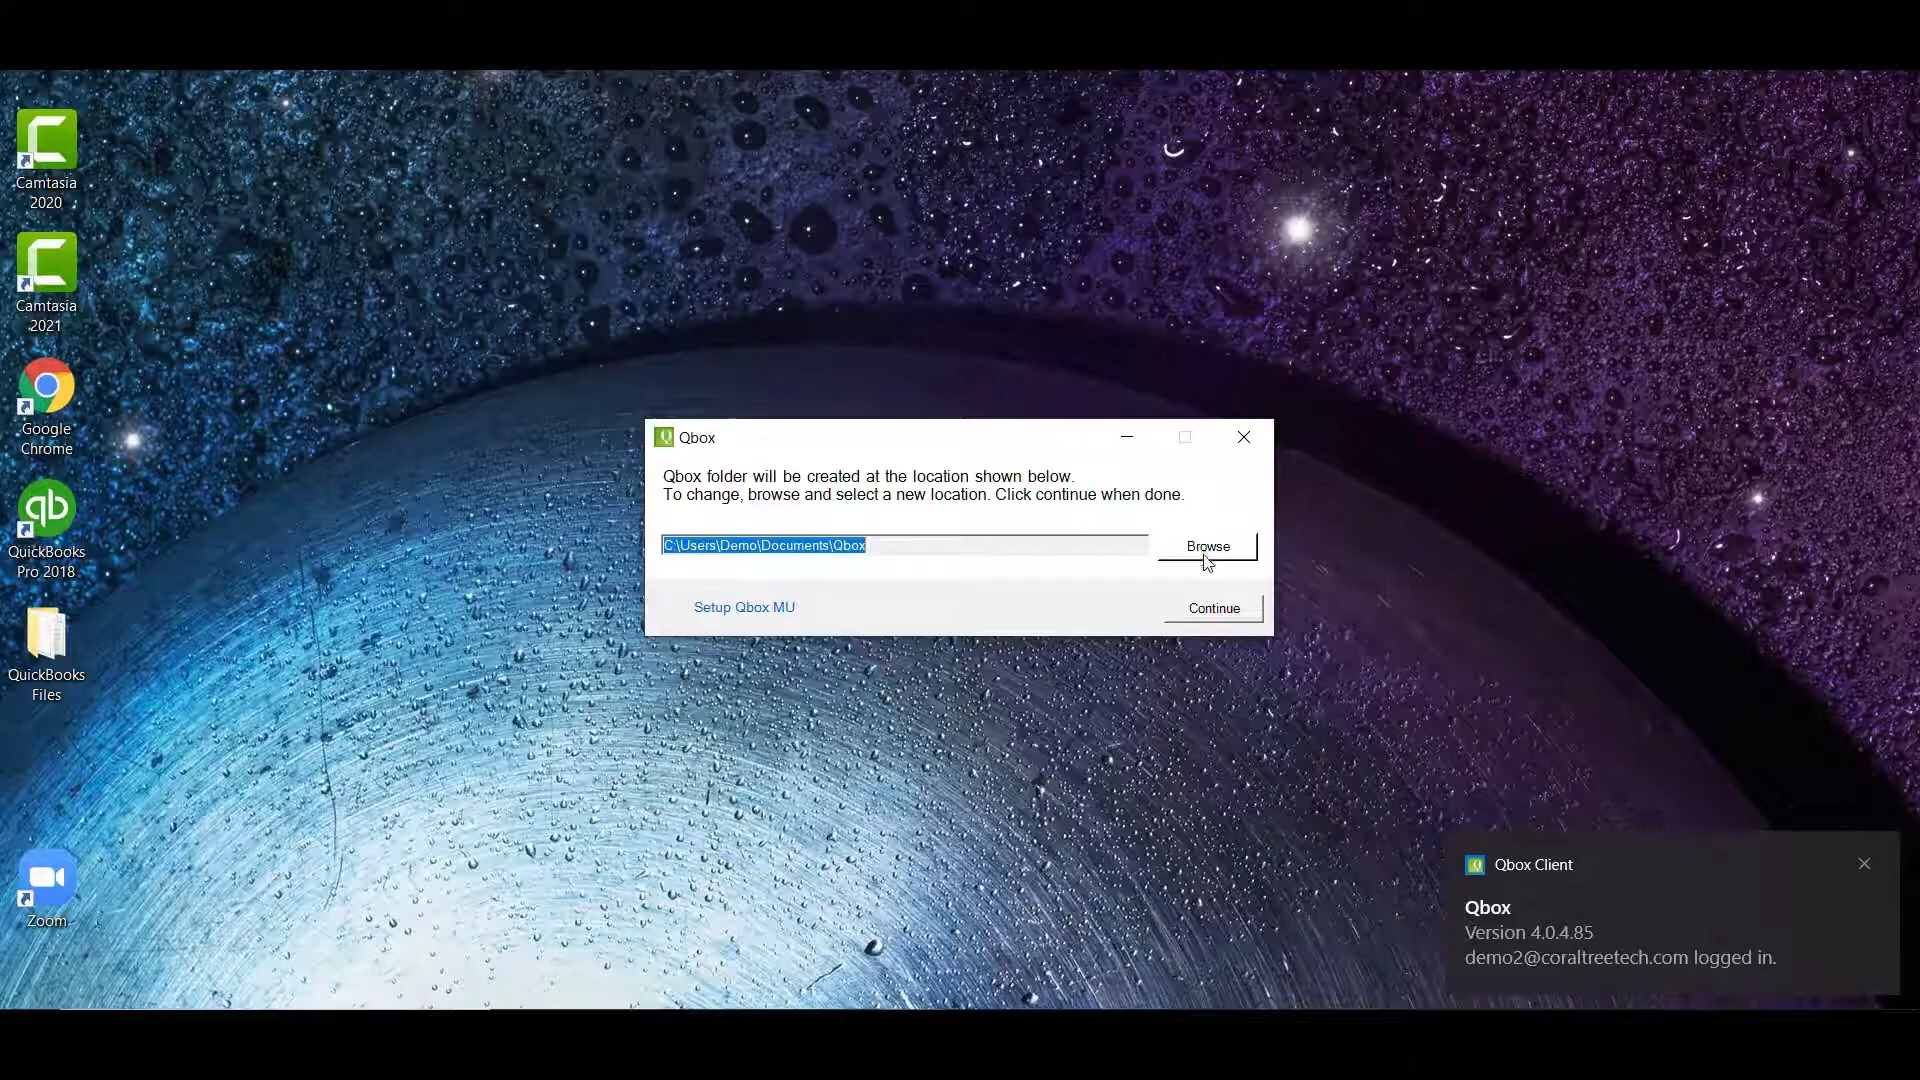 Camtasia
2020
Camtasia
2021
Google
Chrome
QuickBooks
Pro 2018
QuickBooks
Files
Zoom
Qbox
Qbox folder will be created at the location shown below.
To change, browse and select a new location. Click continue when done.
C:\Users\Demo\Documents\Qbox
Browse
Setup Qbox MU
Continue
Qbox Client
Qbox
Version 4.0.4.85
demo2@coraltreetech.com logged in.